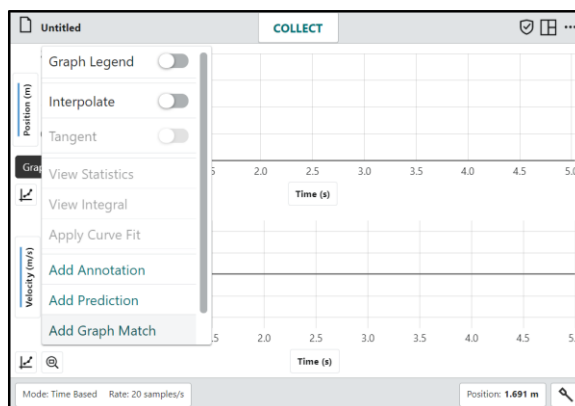 Untitled
COLLECT
Graph Legend
Interpolate
Tangent
View Statistics
View Integral
Apply Curve Fit
Add Annotation
Add Prediction
Add Graph Match
Position (m)
Gra
2.0 2.5 3.0 3.5 4.0 4.5 5.
Time (s)
Velocity (m/s)
2.0 2.5 3.0 3.5 4.0 4.5 5.
Time (s)
Mode: Time Based Rate: 20 samples/s
Position: 1.691 m